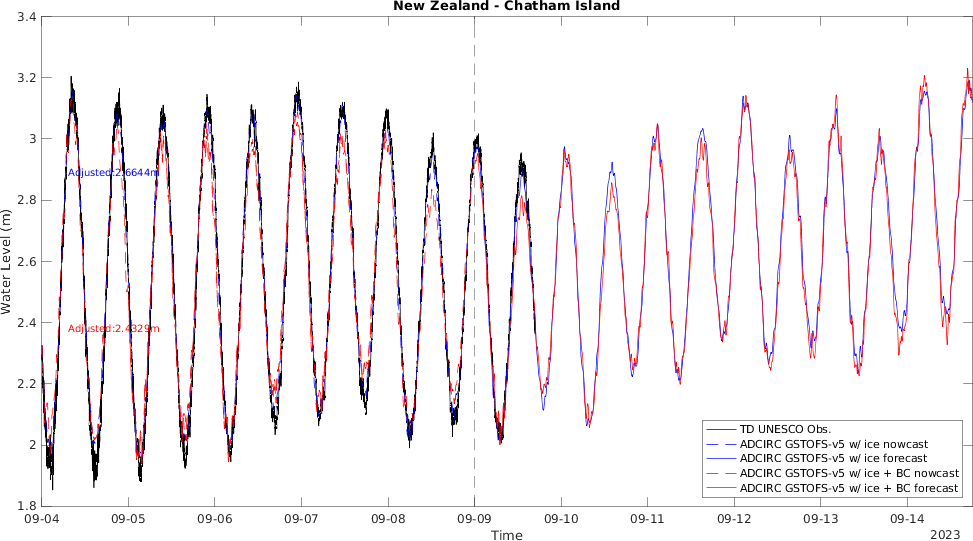 New Zealand - Chatham Island
3.4
3.2
3
2.8
2.6
2.4
2.2
2
1.8
Water Level (m)
Adjusted:2.6644m
Adjusted:2.4329m
TD UNESCO Obs.
ADCIRC GSTOFS-v5 w/ ice nowcast
ADCIRC GSTOFS-v5 w/ ice forecast
ADCIRC GSTOFS-v5 w/ ice + BC nowcast
ADCIRC GSTOFS-v5 w/ ice + BC forecast
09-04 09-05 09-06 09-07 09-08 09-09 09-10 09-11 09-12 09-13 09-14
Time
2023